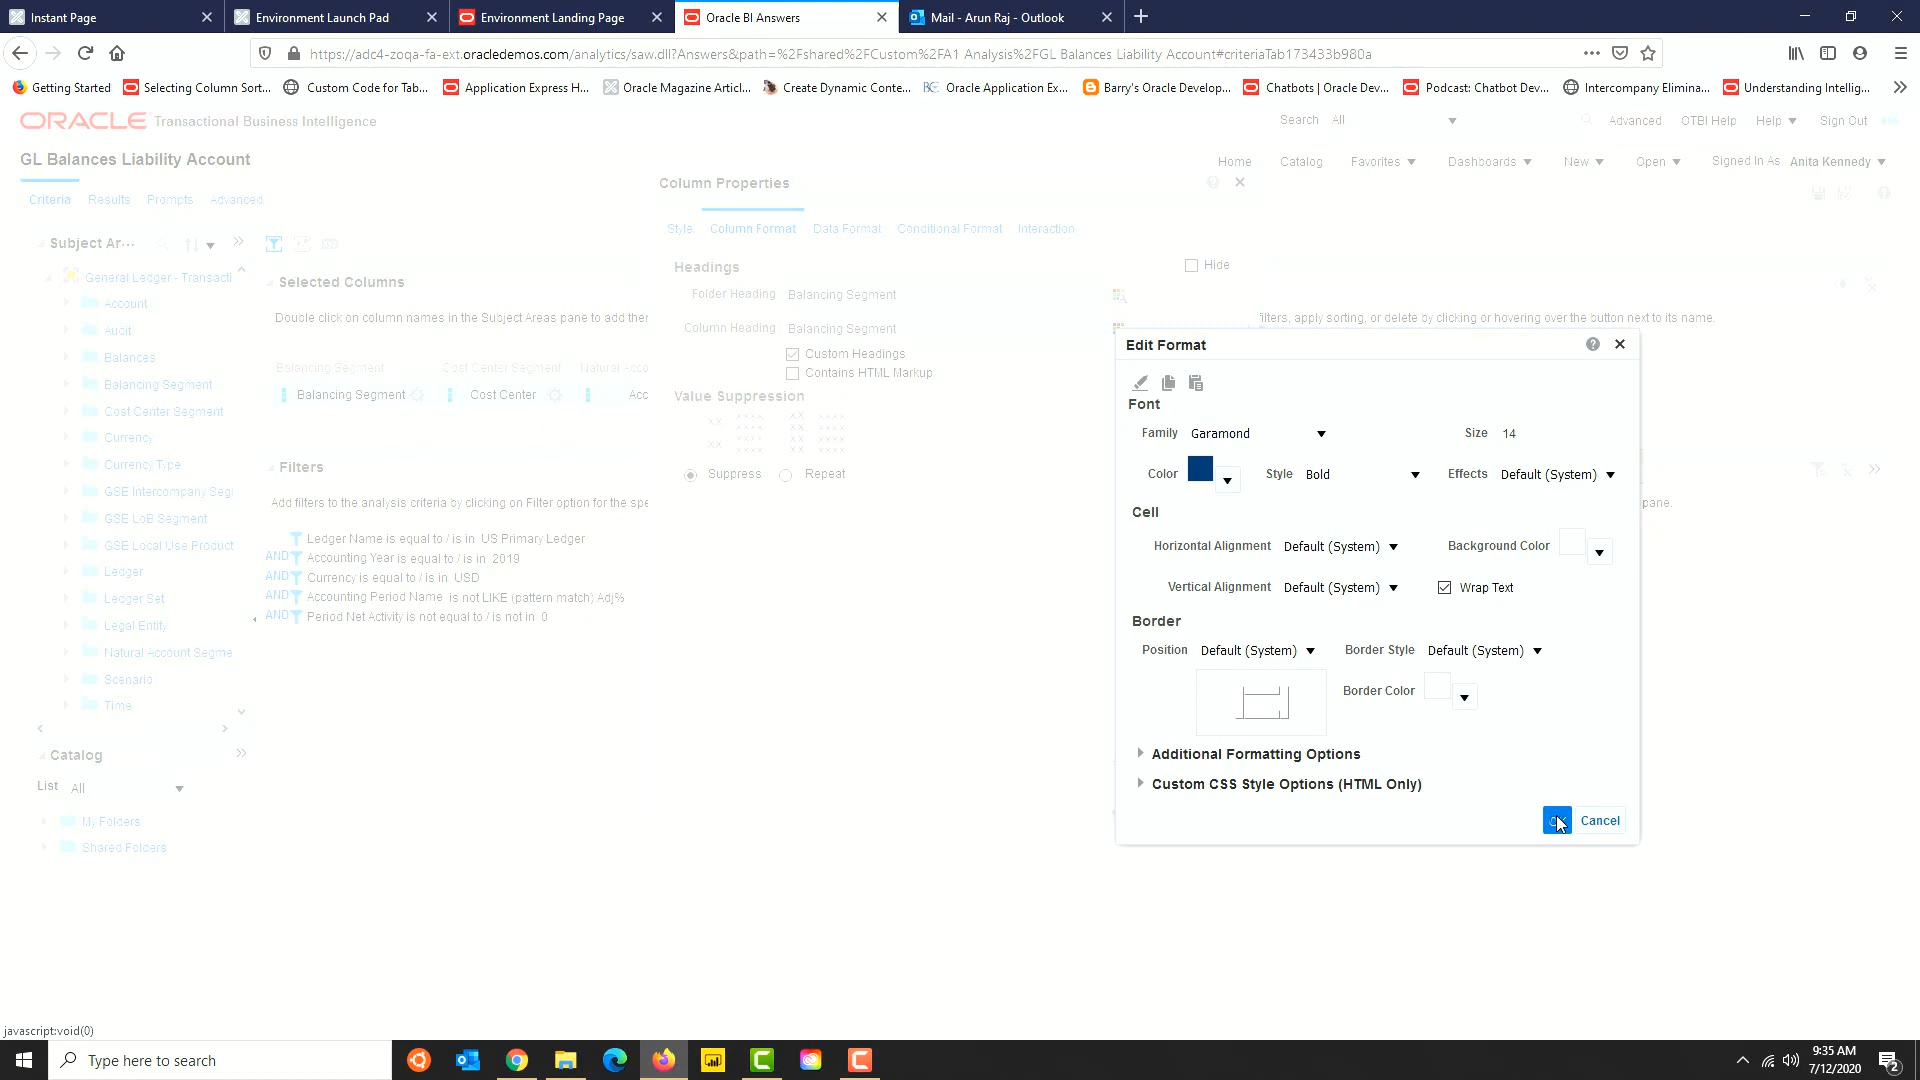 Instant Page
Environment Launch Pad
Environment Landing Page
Oracle BI Answers
Mail - Arun Raj - Outlook
https://adc4-zoqa-fa-ext.oracledemos.com/analytics/saw.dll?Answers&path=%2Fshared%2FCustom%2FA1 Analysis%2FGL Balances Liability Account#criteriaTab173433b980a
Getting Started
Selecting Column Sort...
Custom Code for Tab...
Application Express H...
Oracle Magazine Articl...
Create Dynamic Conte...
Oracle Application Ex...
Barry's Oracle Develop...
Chatbots | Oracle Dev...
Podcast: Chatbot Dev...
Intercompany Elimina...
Understanding Intellig...
ORACLE Transactional Business Intelligence
Search All
Advanced
OTBI Help
Help
Sign Out
GL Balances Liability Account
Home
Catalog
Favorites
Dashboards
New
Open
Signed In As Anita Kennedy
Criteria
Results
Prompts
Advanced
Subject Ar...
General Ledger - Transacti
Account
Audit
Balances
Balancing Segment
Cost Center Segment
Currency
Currency Type
GSE Intercompany Seg
GSE LoB Segment
GSE Local Use Product
Ledger
Ledger Set
Legal Entity
Natural Account Segme
Scenario
Time
Catalog
List All
My Folders
Shared Folders
Selected Columns
Double click on column names in the Subject Areas pane to add ther
filters, apply sorting, or delete by clicking or hovering over the button next to its name.
Balancing Segment
Cost Center Segment
Natural Acco
Balancing Segment
Cost Center
Acc
Filters
Add filters to the analysis criteria by clicking on Filter option for the spe
pane.
Ledger Name is equal to / is in US Primary Ledger
AND Accounting Year is equal to / is in 2019
AND Currency is equal to / is in USD
AND Accounting Period Name is not LIKE (pattern match) Adj%
AND Period Net Activity is not equal to / is not in 0
Column Properties
Style
Column Format
Data Format
Conditional Format
Interaction
Headings
Hide
Folder Heading Balancing Segment
Column Heading Balancing Segment
Custom Headings
Contains HTML Markup
Value Suppression
Suppress
Repeat
Edit Format
Font
Family Garamond
Size 14
Color
Style Bold
Effects Default (System)
Cell
Horizontal Alignment Default (System)
Background Color
Vertical Alignment Default (System)
Wrap Text
Border
Position Default (System)
Border Style Default (System)
Border Color
Additional Formatting Options
Custom CSS Style Options (HTML Only)
Cancel
javascript:void(0)
Type here to search
9:35 AM
7/12/2020
2